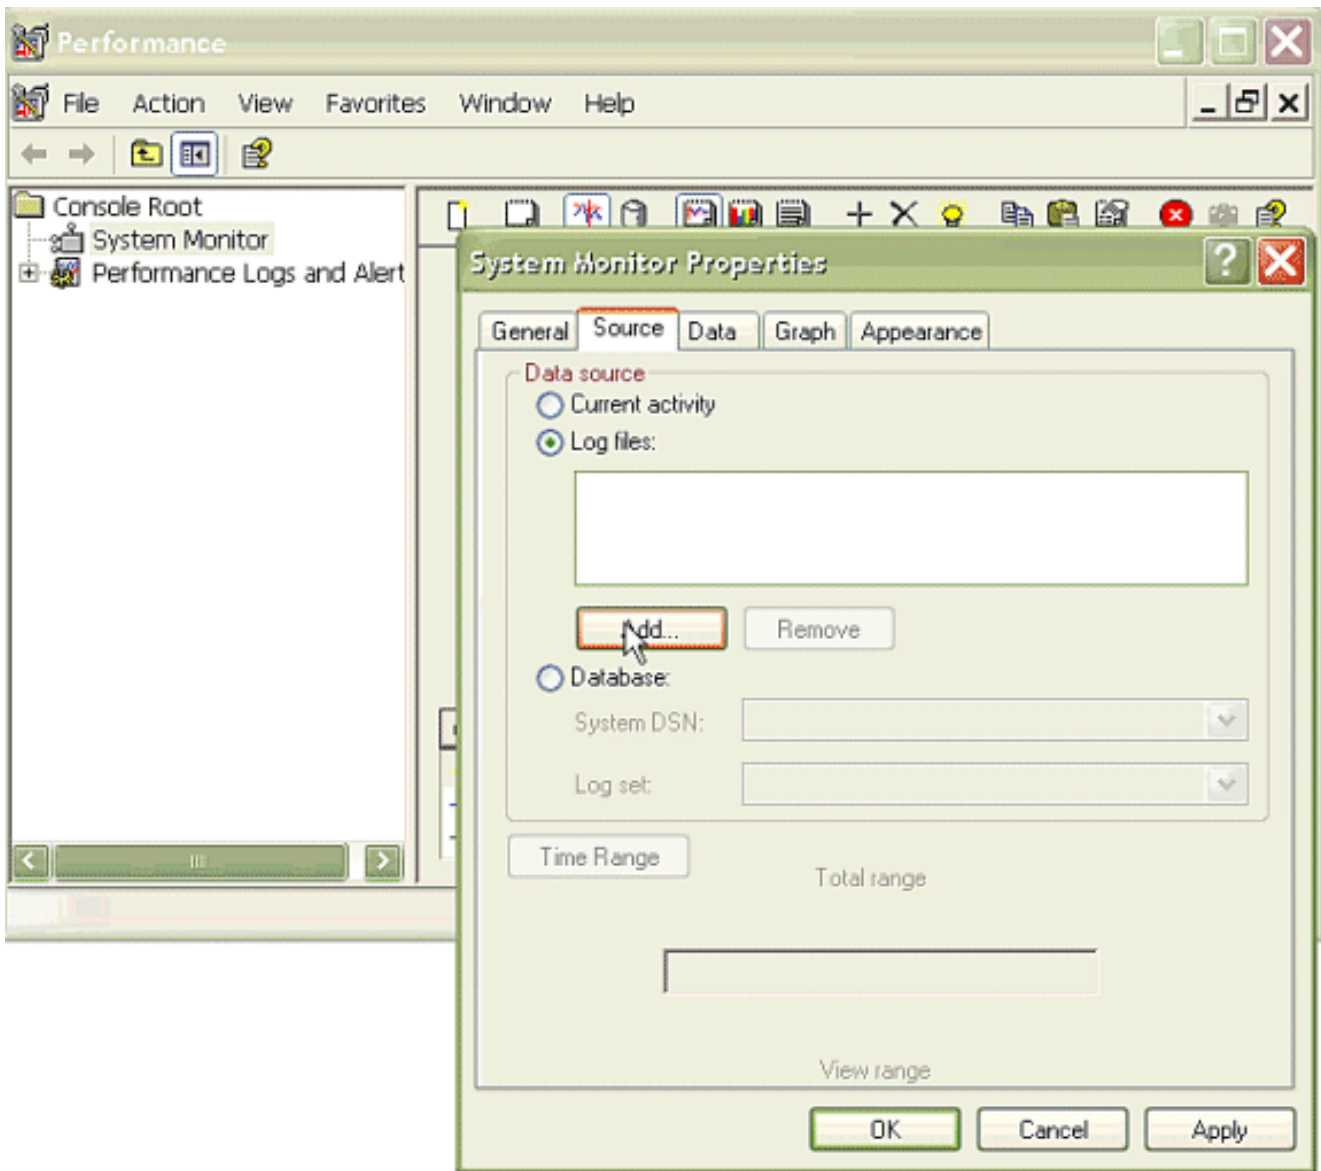 Performance
File Action View Favorites Window Help
Console Root
System Monitor
Performance Logs and Alert
System Monitor Properties
General Source Data Graph Appearance
Data source
Current activity
Log files:
Add... Remove
Database:
System DSN:
Log set:
Time Range
Total range
View range
OK Cancel Apply